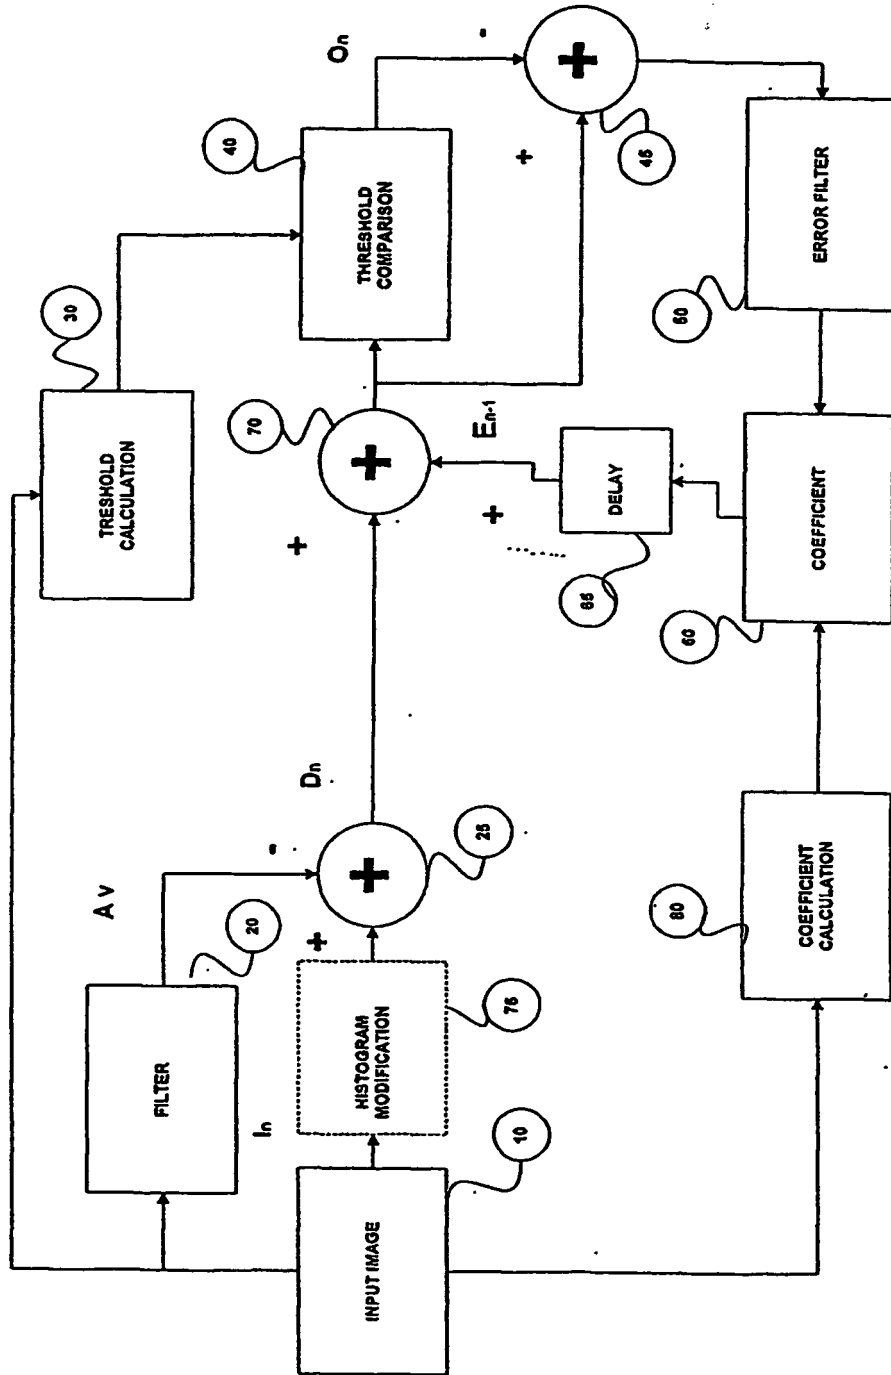 TRESHOLD
CALCULATION
30
A v
FILTER
20
In
INPUT IMAGE
10
HISTOGRAM
MODIFICATION
75
+
-
+
25
Dn
+
+
70
+
En-1
THRESHOLD
COMPARISON
40
On
-
+
+
45
DELAY
65
COEFFICIENT
CALCULATION
80
COEFFICIENT
60
ERROR FILTER
50